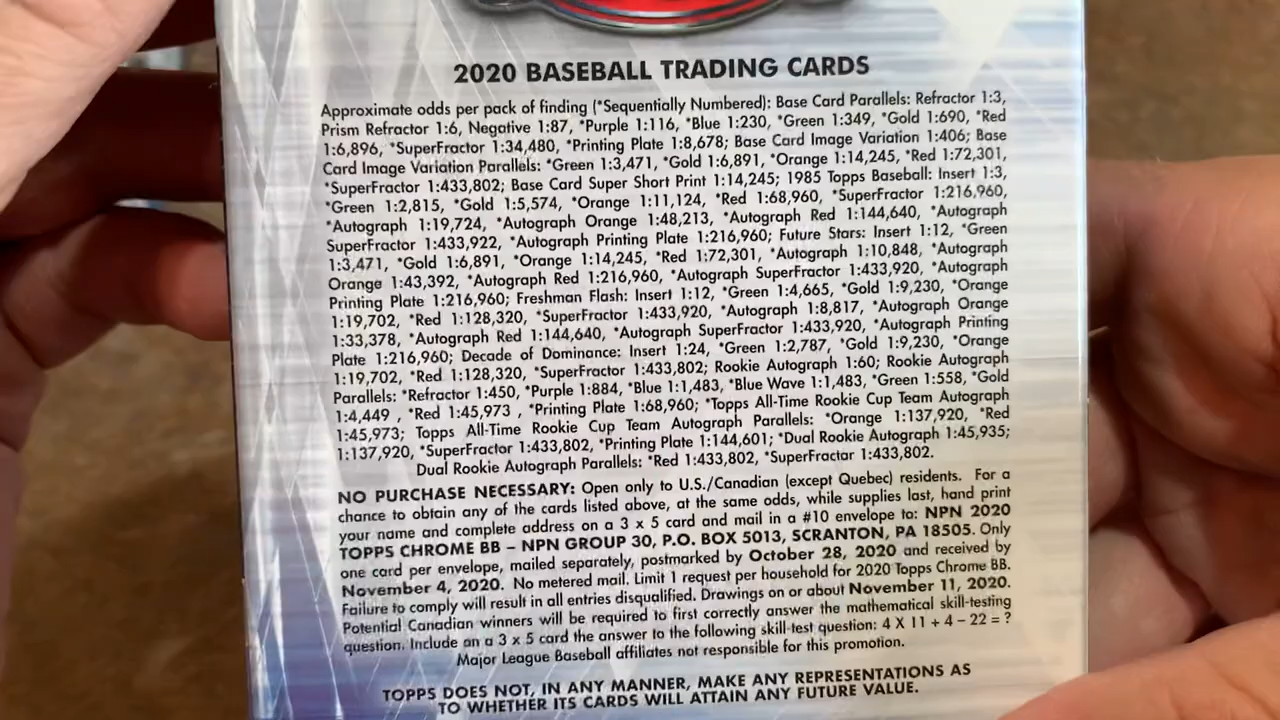 2020 BASEBALL TRADING CARDS
Approximate odds per pack of finding (*Sequentially Numbered): Base Card Parallels: Refractor 1:3,
Prism Refractor 1:6, Negative 1:87, *Purple 1:116, *Blue 1:230, *Green 1:349, *Gold 1:690, *Red
1:6,896, *SuperFractor 1:34,480, *Printing Plate 1:8,678; Base Card Image Variation 1:406; Base
Card Image Variation Parallels: *Green 1:3,471, *Gold 1:6,891, *Orange 1:14,245, *Red 1:72,301,
*SuperFractor 1:433,802; Base Card Super Short Print 1:14,245; 1985 Topps Baseball: Insert 1:3,
*Green 1:2,815, *Gold 1:5,574, *Orange 1:11,124, *Red 1:68,960, *SuperFractor 1:216,960,
*Autograph 1:19,724, *Autograph Orange 1:48,213, *Autograph Red 1:144,640, *Autograph
SuperFractor 1:433,922, *Autograph Printing Plate 1:216,960; Future Stars: Insert 1:12, *Green
1:3,471, *Gold 1:6,891, *Orange 1:14,245, *Red 1:72,301, *Autograph 1:10,848, *Autograph
Orange 1:43,392, *Autograph Red 1:216,960, *Autograph SuperFractor 1:433,920, *Autograph
Printing Plate 1:216,960; Freshman Flash: Insert 1:12, *Green 1:4,665, *Gold 1:9,230, *Orange
1:19,702, *Red 1:128,320, *SuperFractor 1:433,920, *Autograph 1:8,817, *Autograph Orange
1:33,378, *Autograph Red 1:144,640, *Autograph SuperFractor 1:433,920, *Autograph Printing
Plate 1:216,960; Decade of Dominance: Insert 1:24, *Green 1:2,787, *Gold 1:9,230, *Orange
1:19,702, *Red 1:128,320, *SuperFractor 1:433,802; Rookie Autograph 1:60; Rookie Autograph
Parallels: *Refractor 1:450, *Purple 1:884, *Blue 1:1,483, *Blue Wave 1:1,483, *Green 1:558, *Gold
1:4,449 , *Red 1:45,973 , *Printing Plate 1:68,960; *Topps All-Time Rookie Cup Team Autograph
1:45,973; Topps All-Time Rookie Cup Team Autograph Parallels: *Orange 1:137,920, *Red
1:137,920, *SuperFractor 1:433,802, *Printing Plate 1:144,601; *Dual Rookie Autograph 1:45,935;
Dual Rookie Autograph Parallels: *Red 1:433,802, *SuperFractor 1:433,802.
NO PURCHASE NECESSARY: Open only to U.S./Canadian (except Quebec) residents. For a
chance to obtain any of the cards listed above, at the same odds, while supplies last, hand print
your name and complete address on a 3 x 5 card and mail in a #10 envelope to: NPN 2020
TOPPS CHROME BB – NPN GROUP 30, P.O. BOX 5013, SCRANTON, PA 18505. Only
one card per envelope, mailed separately, postmarked by October 28, 2020 and received by
November 4, 2020. No metered mail. Limit 1 request per household for 2020 Topps Chrome BB.
Failure to comply will result in all entries disqualified. Drawings on or about November 11, 2020.
Potential Canadian winners will be required to first correctly answer the mathematical skill-testing
question. Include on a 3 x 5 card the answer to the following skill-test question: 4 X 11 + 4 – 22 = ?
Major League Baseball affiliates not responsible for this promotion.
TOPPS DOES NOT, IN ANY MANNER, MAKE ANY REPRESENTATIONS AS
TO WHETHER ITS CARDS WILL ATTAIN ANY FUTURE VALUE.